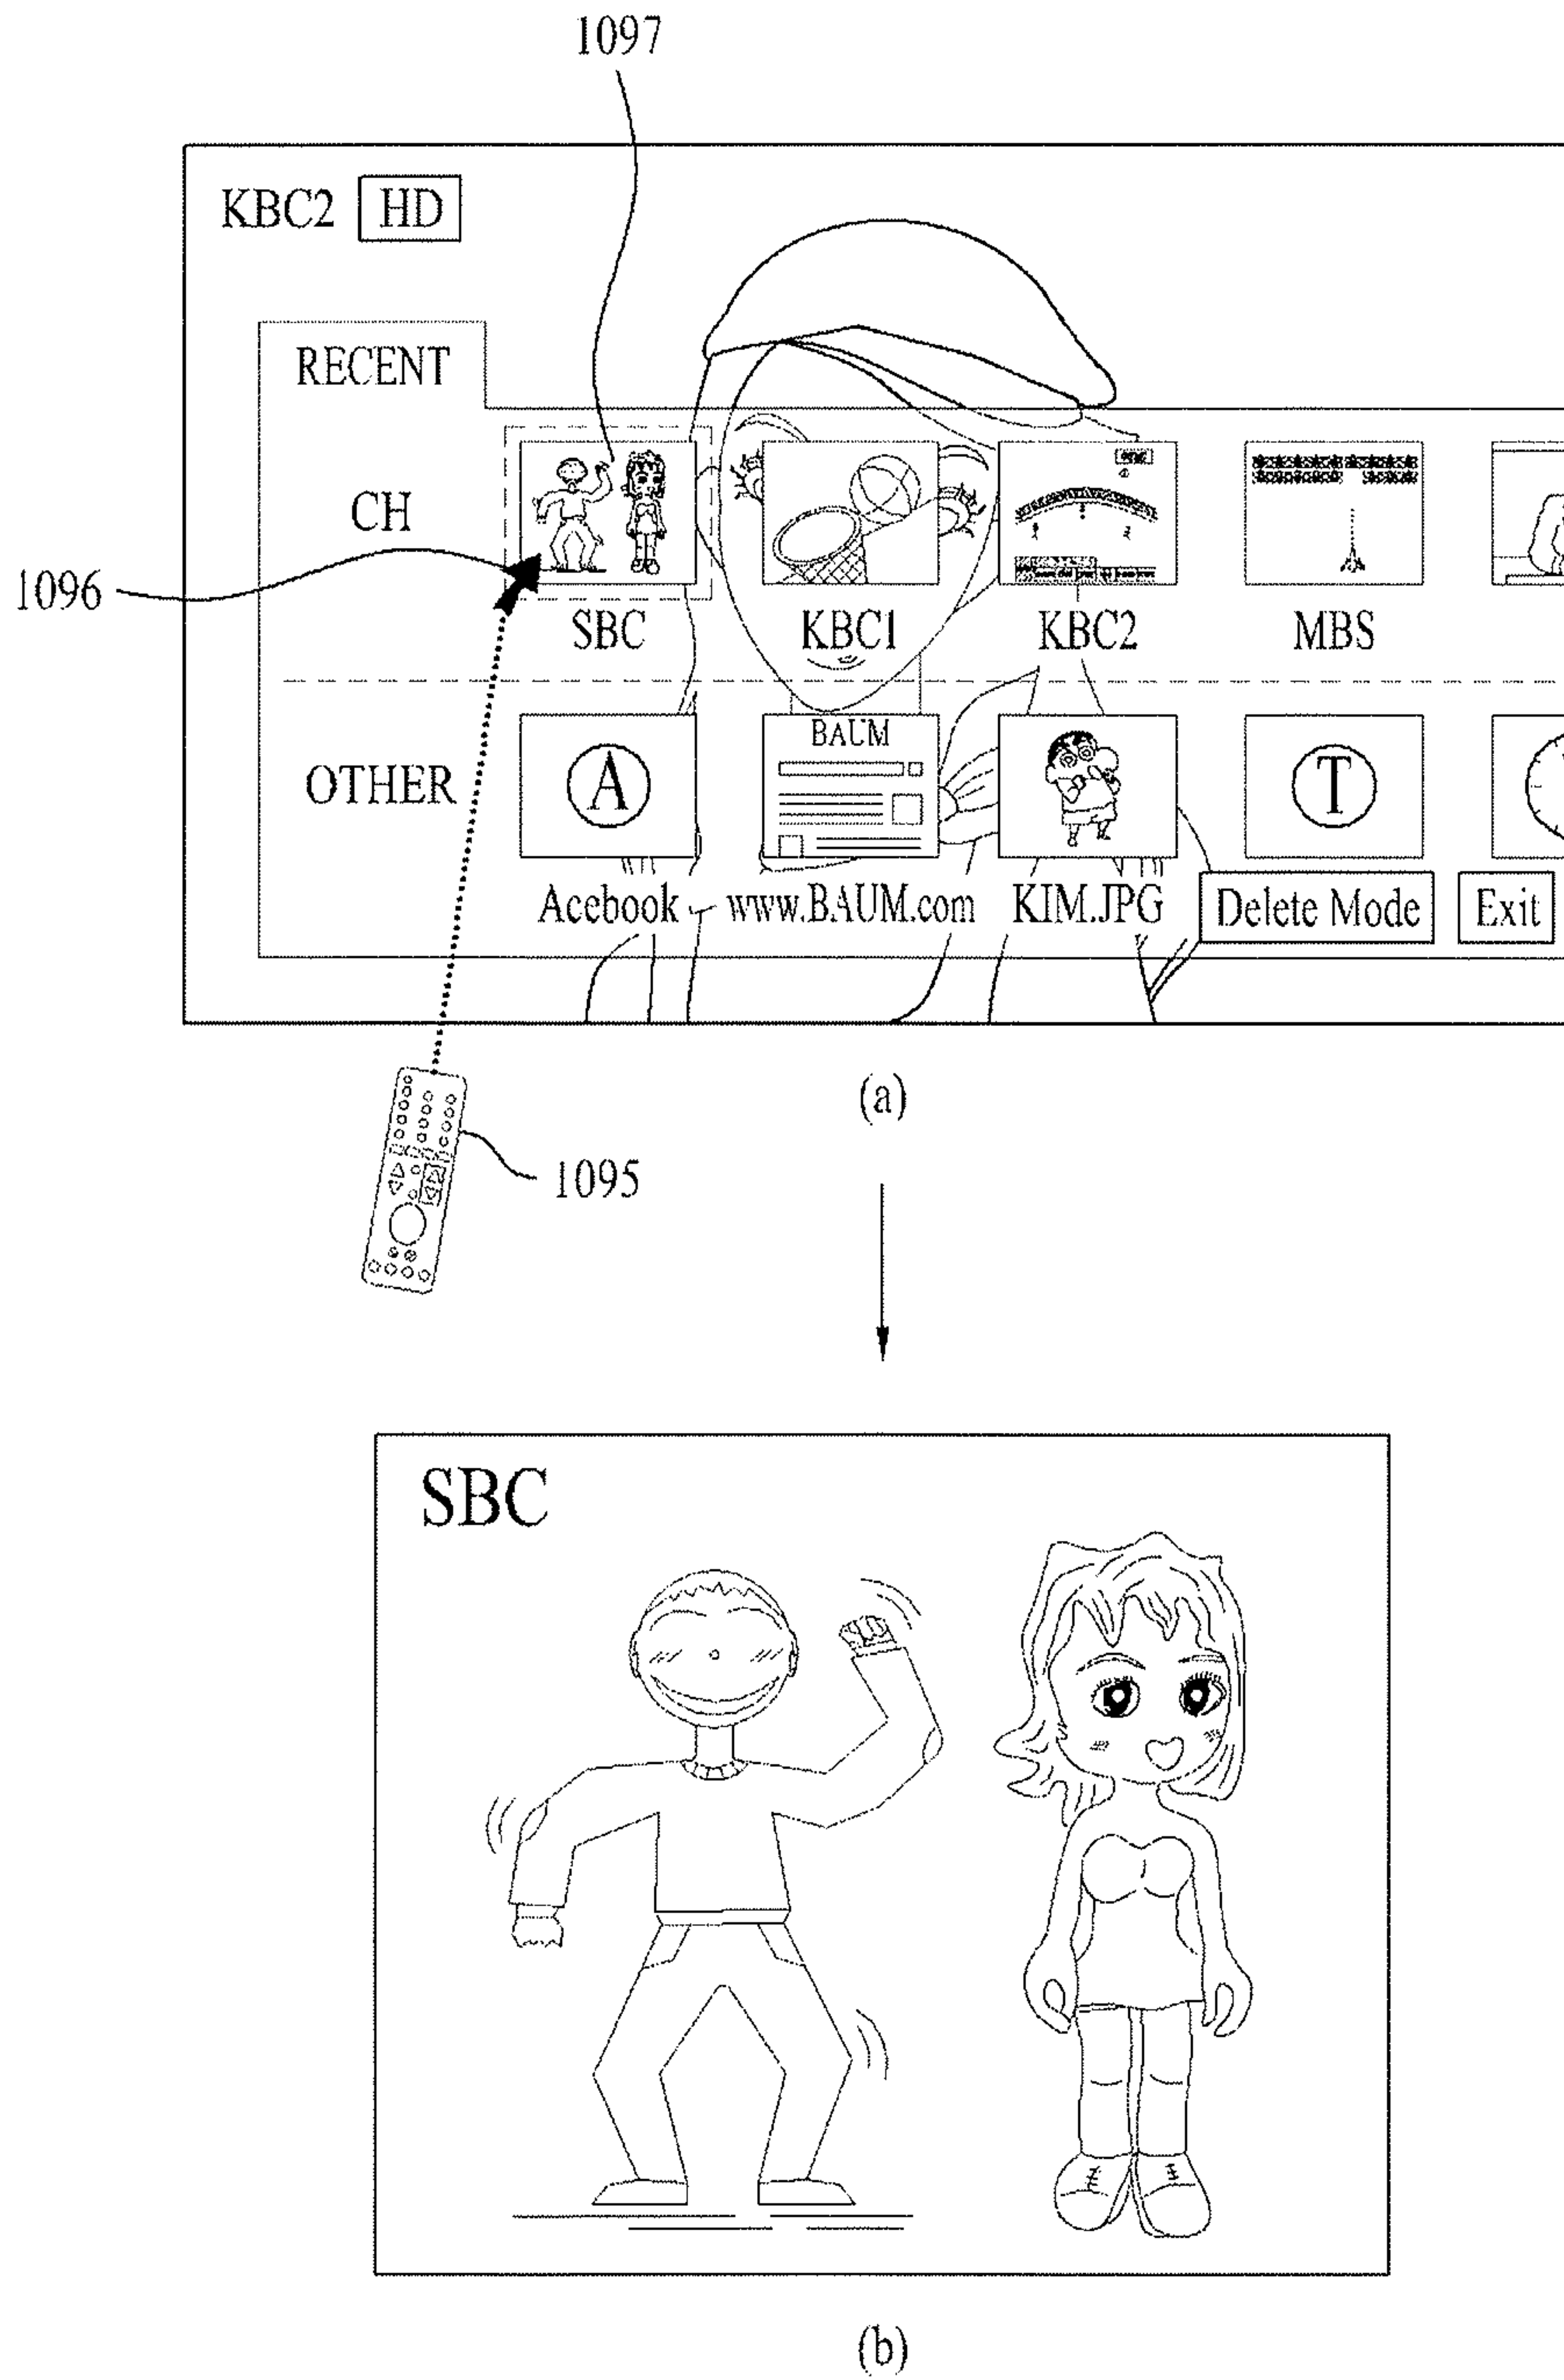 1097
KBC2 HD
RECENT
CH
1096
SBC KBC1 KBC2 MBS
OTHER
A BAUM T
Acebook www.BAUM.com KIM.JPG Delete Mode Exit
(a)
1095
SBC
(b)